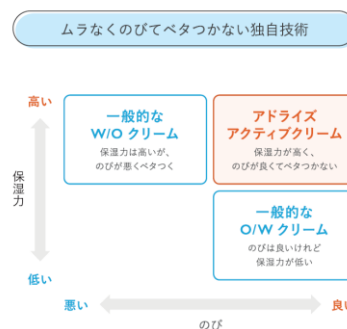 ムラなくのびてベタつかない独自技術
高い
保湿力
低い
一般的な
W/O クリーム
保湿力は高いが、
のびが悪くベタつく
アドライズ
アクティブクリーム
保湿力が高く、
のびが良くてベタつかない
一般的な
O/W クリーム
のびは良いけれど
保湿力が低い
悪い
良い
のび